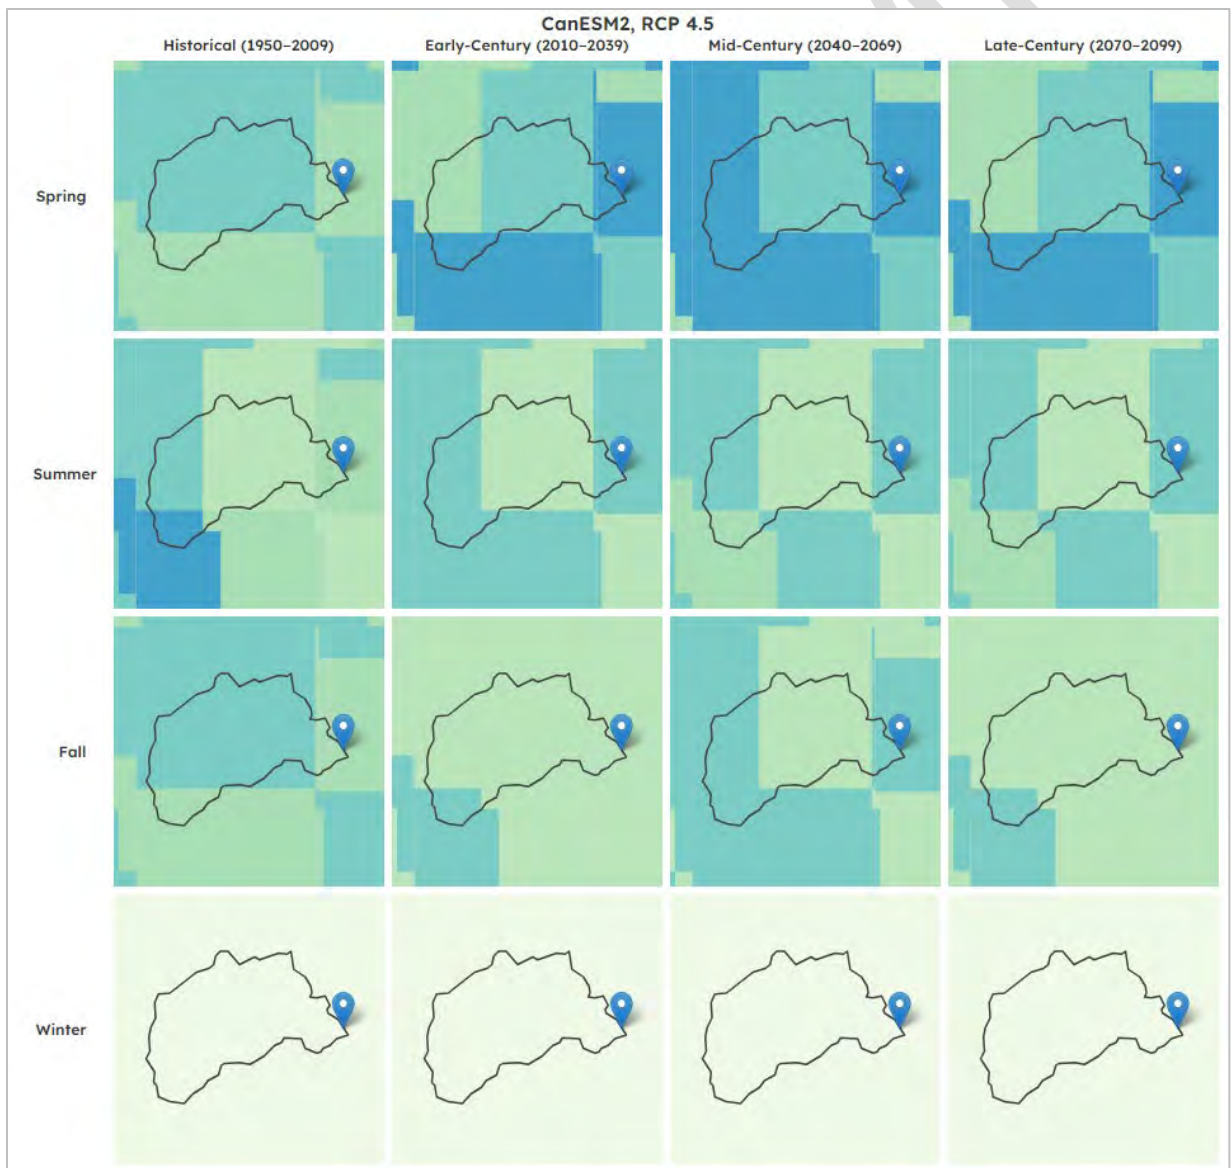 CanESM2, RCP 4.5
Historical (1950–2009) Early-Century (2010–2039) Mid-Century (2040–2069) Late-Century (2070–2099)
Spring
Summer
Fall
Winter